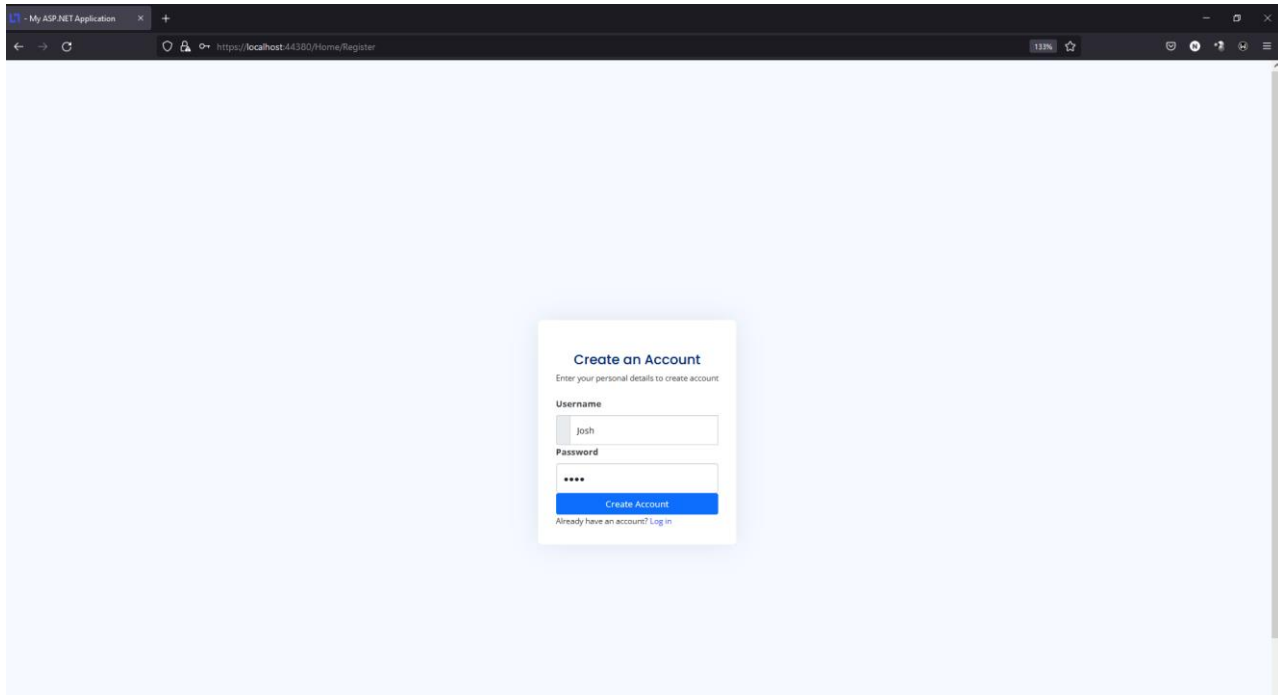 - My ASP.NET Application
https://localhost:44380/Home/Register
133%
Create an Account
Enter your personal details to create account
Username
Josh
Password
Create Account
Already have an account? Log in